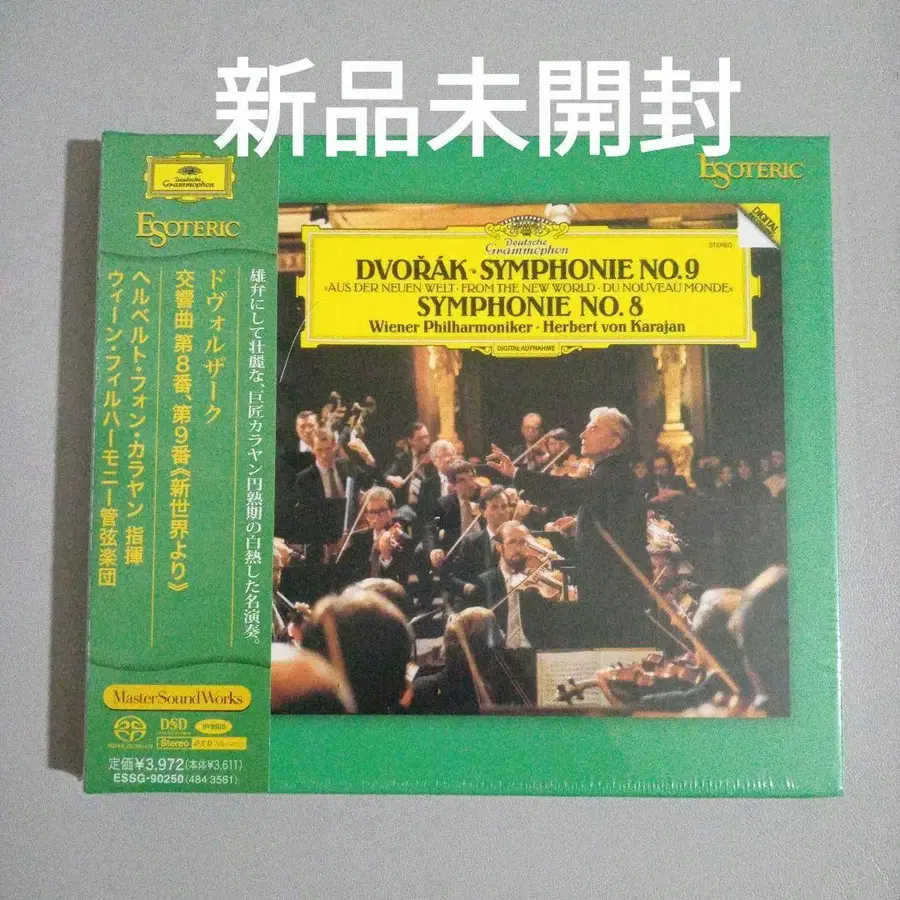 新品未開封
Deutsche
Grammophon
ESOTERIC
ドヴォルザーク
交響曲 第8番、第9番《新世界より》
ヘルベルト・フォン・カラヤン 指揮
ウィーン・フィルハーモニー管弦楽団
雄弁にして壮麗な、巨匠カラヤン円熟期の白熱した名演奏。
MasterSoundWorks
DSD
HYBRID
Stereo
定価¥3,972(本体¥3,611)
ESSG-90250(484 3561)
ESOTERIC
DIGITAL
STEREO
Deutsche
Grammophon
DVOŘÁK・SYMPHONIE NO.9
»AUS DER NEUEN WELT・FROM THE NEW WORLD・DU NOUVEAU MONDE«
SYMPHONIE NO.8
Wiener Philharmoniker・Herbert von Karajan
DIGITAL-AUFNAHME